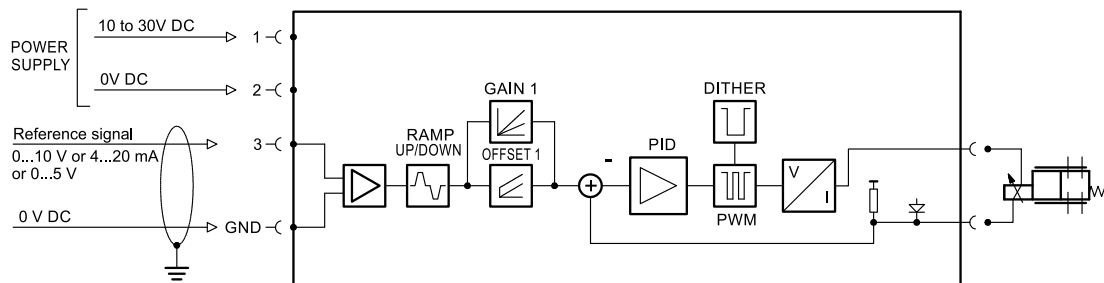 POWER
SUPPLY
10 to 30V DC
1
0V DC
2
Reference signal
0...10 V or 4...20 mA
or 0...5 V
3
0 V DC
GND
RAMP
UP/DOWN
GAIN 1
OFFSET 1
-
PID
DITHER
PWM
V
I